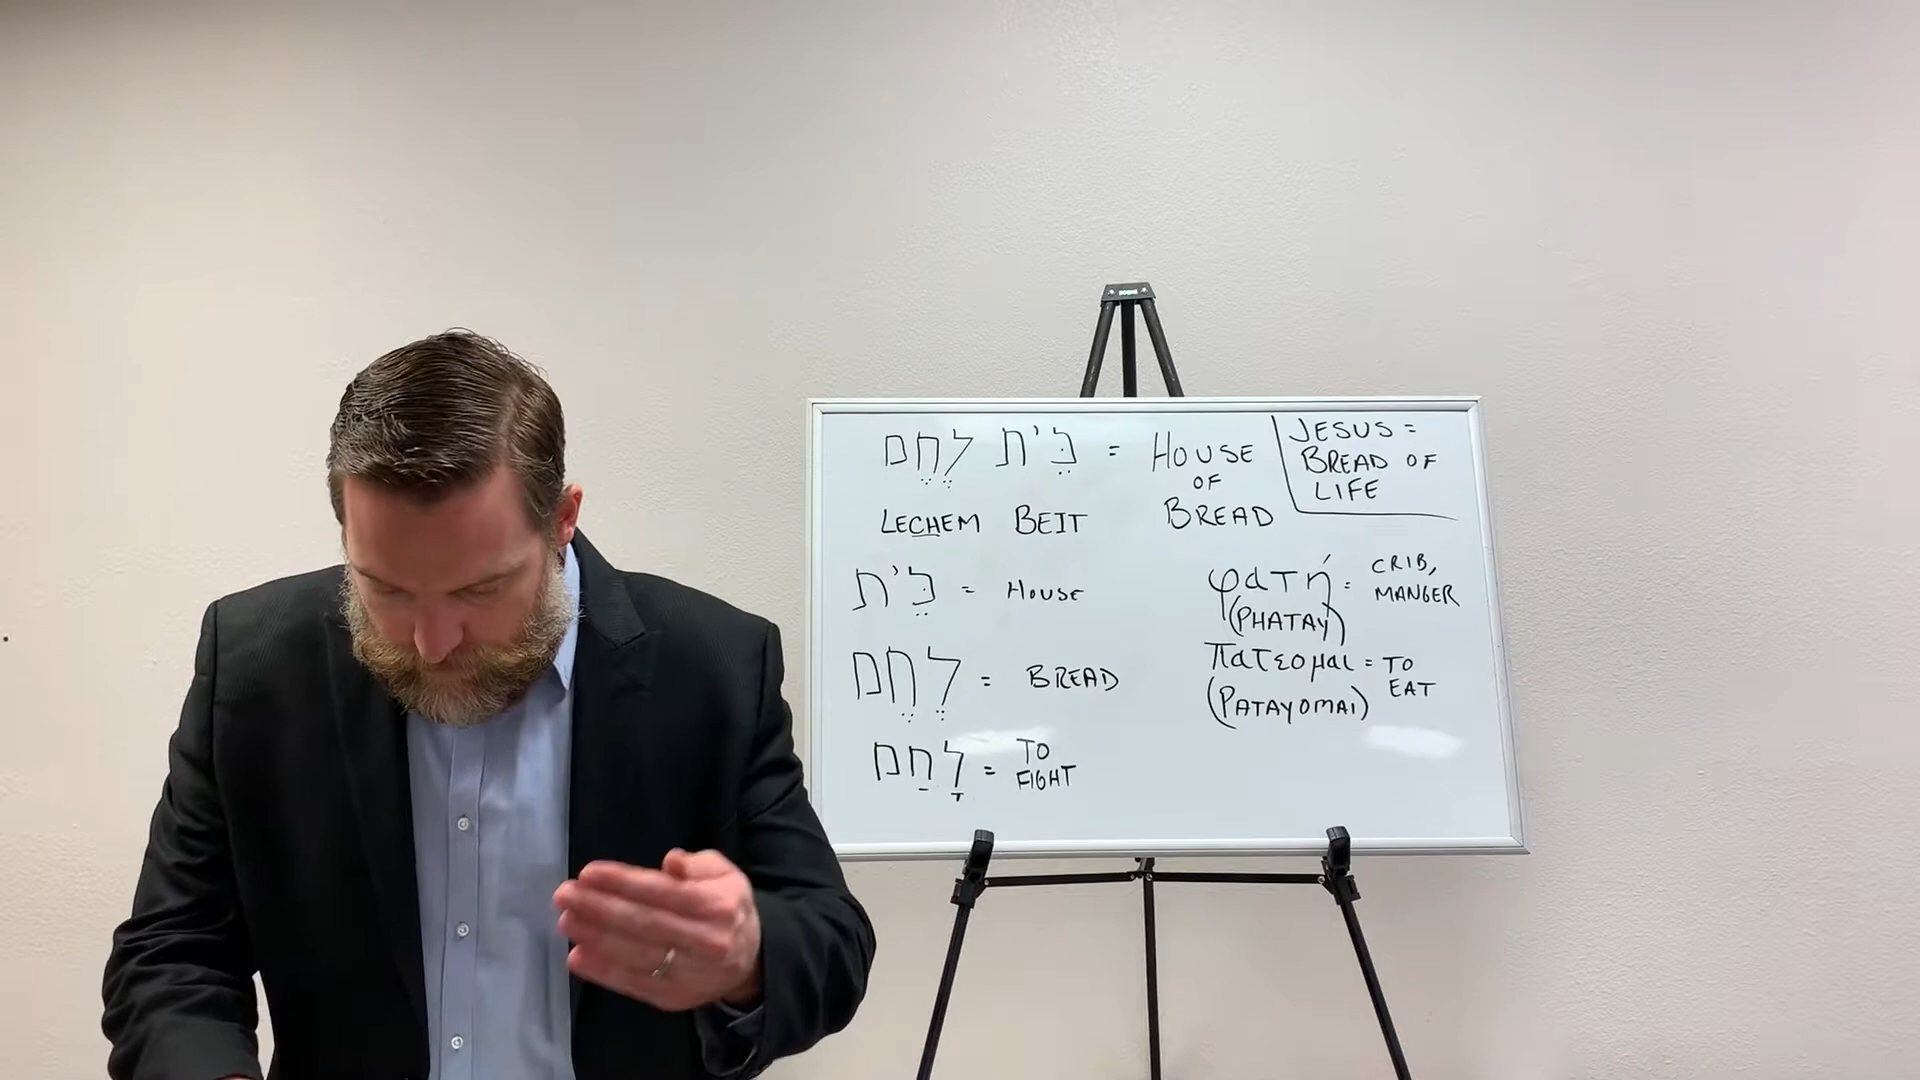 בֵּית לֶחֶם = HOUSE
OF
BREAD
LECHEM BEIT
JESUS =
BREAD OF
LIFE
בֵּית = HOUSE
לֶחֶם = BREAD
לָחַם = TO
FIGHT
φατή = CRIB,
MANGER
(PHATAY)
πατεομαι = TO
EAT
(PATAYOMAI)